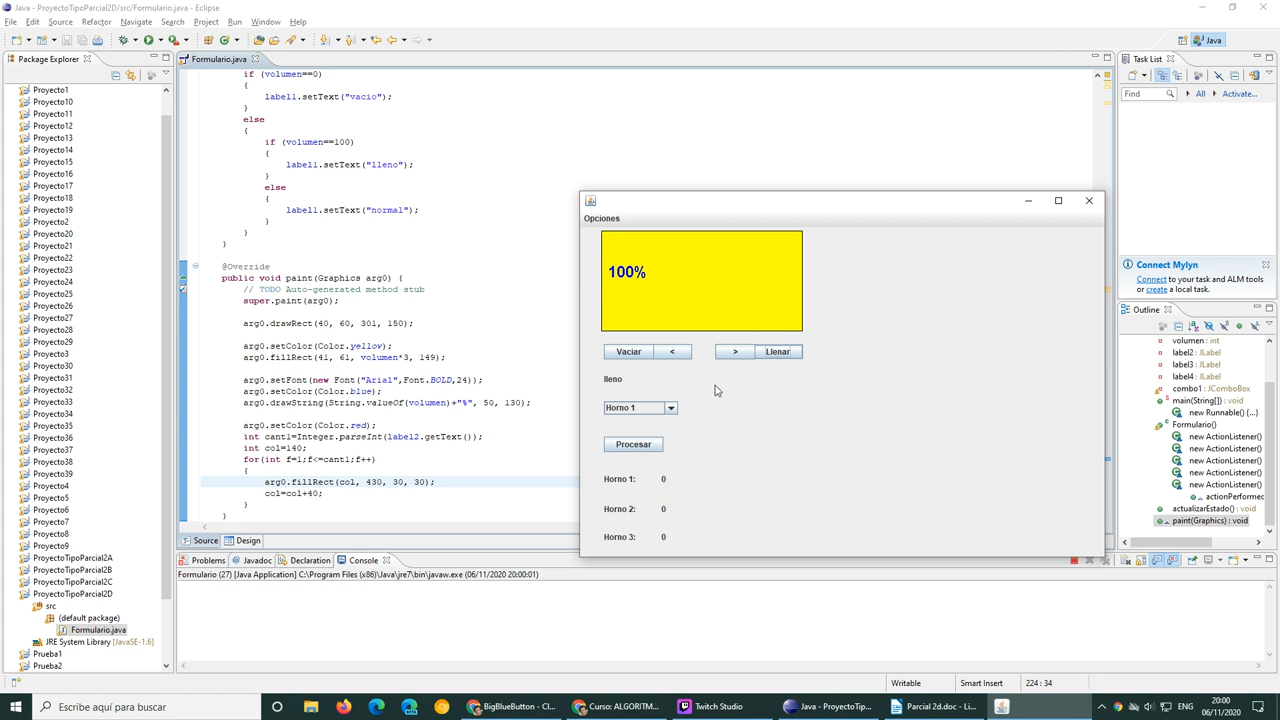 Java - ProyectoTipoParcial2D/src/Formulario.java - Eclipse
File Edit Source Refactor Navigate Search Project Run Window Help
Java
Package Explorer
Proyecto1
Proyecto10
Proyecto11
Proyecto12
Proyecto13
Proyecto14
Proyecto15
Proyecto16
Proyecto17
Proyecto18
Proyecto19
Proyecto2
Proyecto20
Proyecto21
Proyecto22
Proyecto23
Proyecto24
Proyecto25
Proyecto26
Proyecto27
Proyecto28
Proyecto29
Proyecto3
Proyecto30
Proyecto31
Proyecto32
Proyecto33
Proyecto34
Proyecto35
Proyecto36
Proyecto37
Proyecto38
Proyecto39
Proyecto4
Proyecto5
Proyecto6
Proyecto7
Proyecto8
Proyecto9
ProyectoTipoParcial2A
ProyectoTipoParcial2B
ProyectoTipoParcial2C
ProyectoTipoParcial2D
src
(default package)
Formulario.java
JRE System Library [JavaSE-1.6]
Prueba1
Prueba2
Formulario.java
if (volumen==0)
{
label1.setText("vacio");
}
else
{
if (volumen==100)
{
label1.setText("lleno");
}
else
{
label1.setText("normal");
}
}
}
@Override
public void paint(Graphics arg0) {
// TODO Auto-generated method stub
super.paint(arg0);
arg0.drawRect(40, 60, 301, 150);
arg0.setColor(Color.yellow);
arg0.fillRect(41, 61, volumen*3, 149);
arg0.setFont(new Font("Arial",Font.BOLD,24));
arg0.setColor(Color.blue);
arg0.drawString(String.valueOf(volumen)+"%", 50, 130);
arg0.setColor(Color.red);
int cant1=Integer.parseInt(label2.getText());
int col=140;
for(int f=1;f<=cant1;f++)
{
arg0.fillRect(col, 430, 30, 30);
col=col+40;
}
}
Source Design
Opciones
100%
Vaciar < > Llenar
lleno
Horno 1
Procesar
Horno 1: 0
Horno 2: 0
Horno 3: 0
Task List
Find All Activate...
Connect Mylyn
Connect to your task and ALM tools
or create a local task.
Outline
volumen : int
label2 : JLabel
label3 : JLabel
label4 : JLabel
combo1 : JComboBox
main(String[]) : void
new Runnable() {...}
Formulario()
new ActionListener()
new ActionListener()
new ActionListener()
new ActionListener()
actionPerformed
actualizarEstado() : void
paint(Graphics) : void
Problems Javadoc Declaration Console
Formulario (27) [Java Application] C:\Program Files (x86)\Java\jre7\bin\javaw.exe (06/11/2020 20:00:01)
Writable Smart Insert 224 : 34
Escribe aquí para buscar
BigBlueButton - Cl...
Curso: ALGORITM...
Twitch Studio
Java - ProyectoTip...
Parcial 2d.doc - Li...
ENG
20:00
06/11/2020